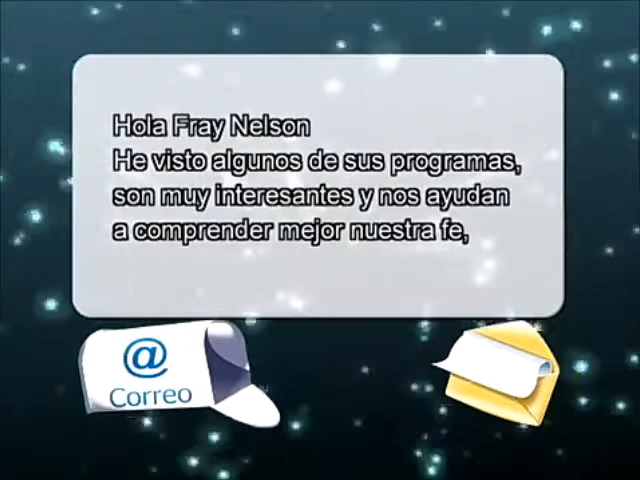 Hola Fray Nelson
He visto algunos de sus programas,
son muy interesantes y nos ayudan
a comprender mejor nuestra fe,
@
Correo